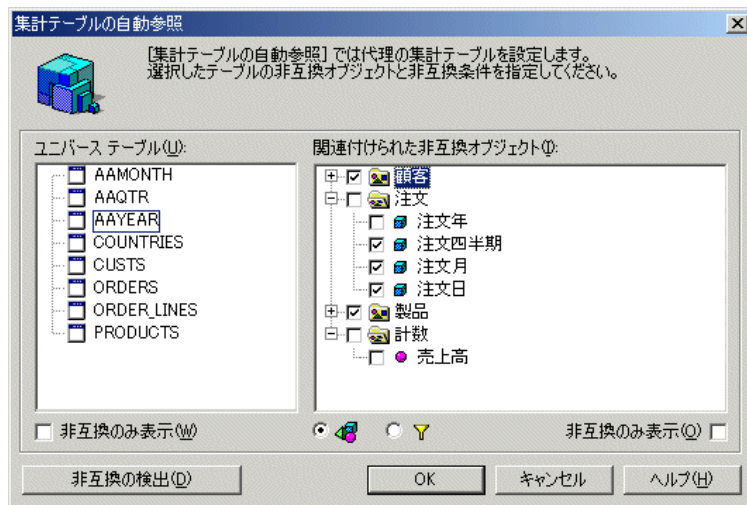 集計テーブルの自動参照
[集計テーブルの自動参照] では代理の集計テーブルを設定します。
選択したテーブルの非互換オブジェクトと非互換条件を指定してください。
ユニバース テーブル(U):
AAMONTH
AAQTR
AAYEAR
COUNTRIES
CUSTS
ORDERS
ORDER_LINES
PRODUCTS
非互換のみ表示(W)
関連付けられた非互換オブジェクト(I):
顧客
注文
注文年
注文四半期
注文月
注文日
製品
計数
売上高
非互換のみ表示(O)
非互換の検出(D)
OK
キャンセル
ヘルプ(H)